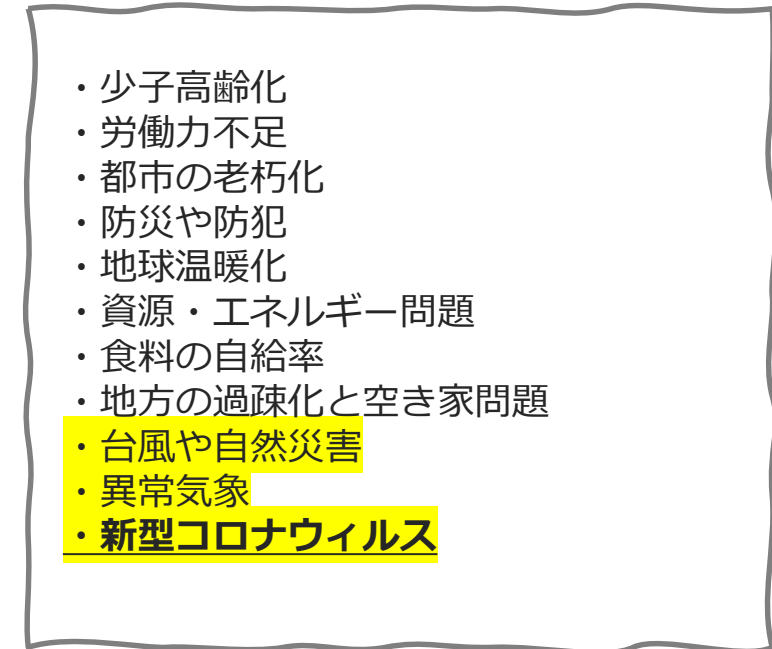 ・少子高齢化
・労働力不足
・都市の老朽化
・防災や防犯
・地球温暖化
・資源・エネルギー問題
・食料の自給率
・地方の過疎化と空き家問題
・台風や自然災害
・異常気象
・新型コロナウィルス